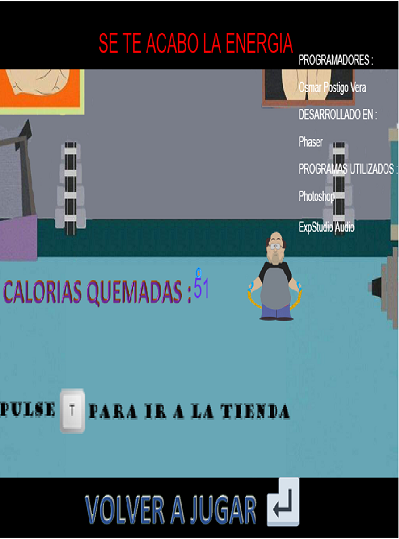 SE TE ACABO LA ENERGIA
PROGRAMADORES :
Osmar Postigo Vera
DESARROLLADO EN :
Phaser
PROGRAMAS UTILIZADOS :
Photoshop
ExpStudio Audio
CALORIAS QUEMADAS : 51
PULSE T PARA IR A LA TIENDA
VOLVER A JUGAR